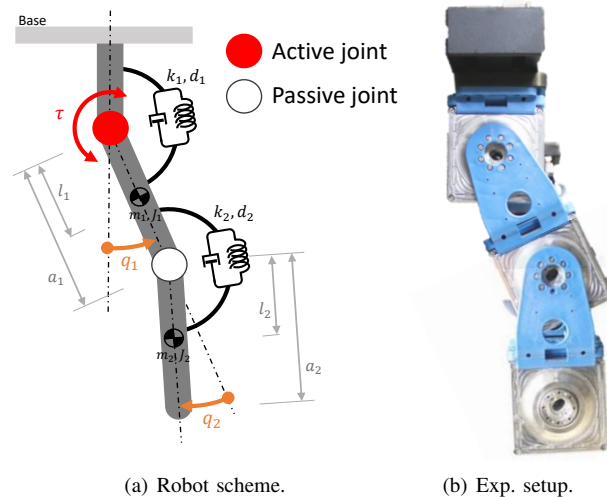 Base
Active joint
Passive joint
k₁, d₁
τ
l₁
m₁, J₁
a₁
q₁
k₂, d₂
l₂
m₂, J₂
a₂
q₂
(a) Robot scheme.
(b) Exp. setup.